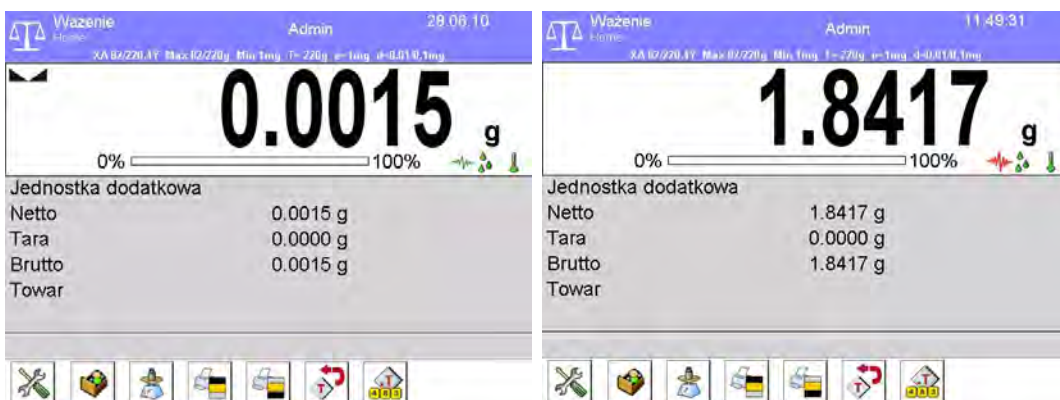 Ważenie
Home
Admin
28.06.10
XA 82/220.4Y Max 82/220g Min 1mg T=-220g e=1mg d=0.01/0.1mg
0.0015 g
0% 100%
Jednostka dodatkowa
Netto 0.0015 g
Tara 0.0000 g
Brutto 0.0015 g
Towar
T
T
Ważenie
Home
Admin
11:49:31
XA 82/220.4Y Max 82/220g Min 1mg T=-220g e=1mg d=0.01/0.1mg
1.8417 g
0% 100%
Jednostka dodatkowa
Netto 1.8417 g
Tara 0.0000 g
Brutto 1.8417 g
Towar
T
T